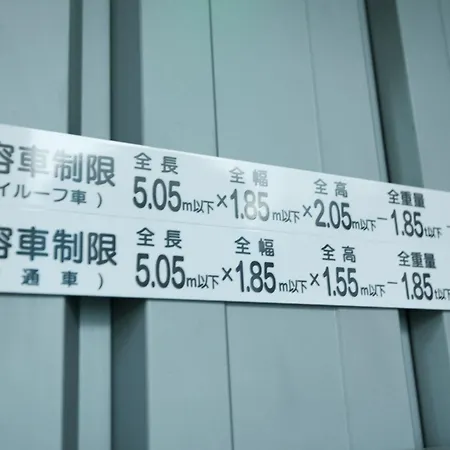 容車制限 全長 全幅 全高 全重量
(ハイルーフ車) 5.05m以下×1.85m以下×2.05m以下−1.85t以下−
容車制限 全長 全幅 全高 全重量
通車) 5.05m以下×1.85m以下×1.55m以下−1.85t以下